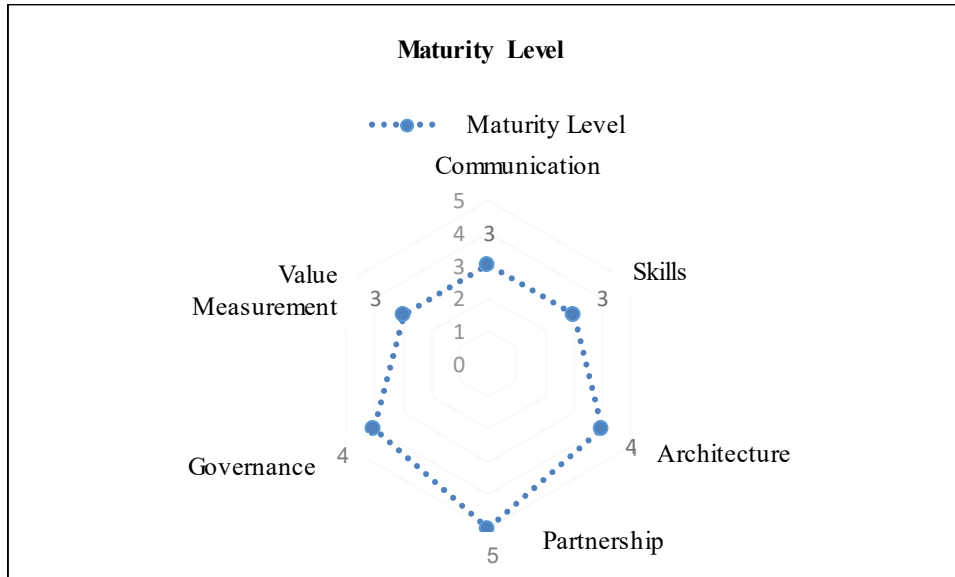 Maturity Level
Maturity Level
Communication
5
4
3
3
2
1
0
Skills
3
Value
Measurement
3
Architecture
4
Governance
4
Partnership
5